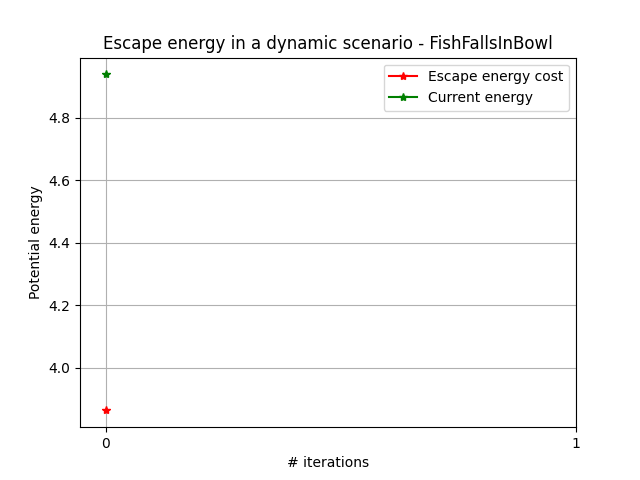 Escape energy in a dynamic scenario - FishFallsInBowl
Escape energy cost
Current energy
Potential energy
4.8
4.6
4.4
4.2
4.0
0
1
# iterations